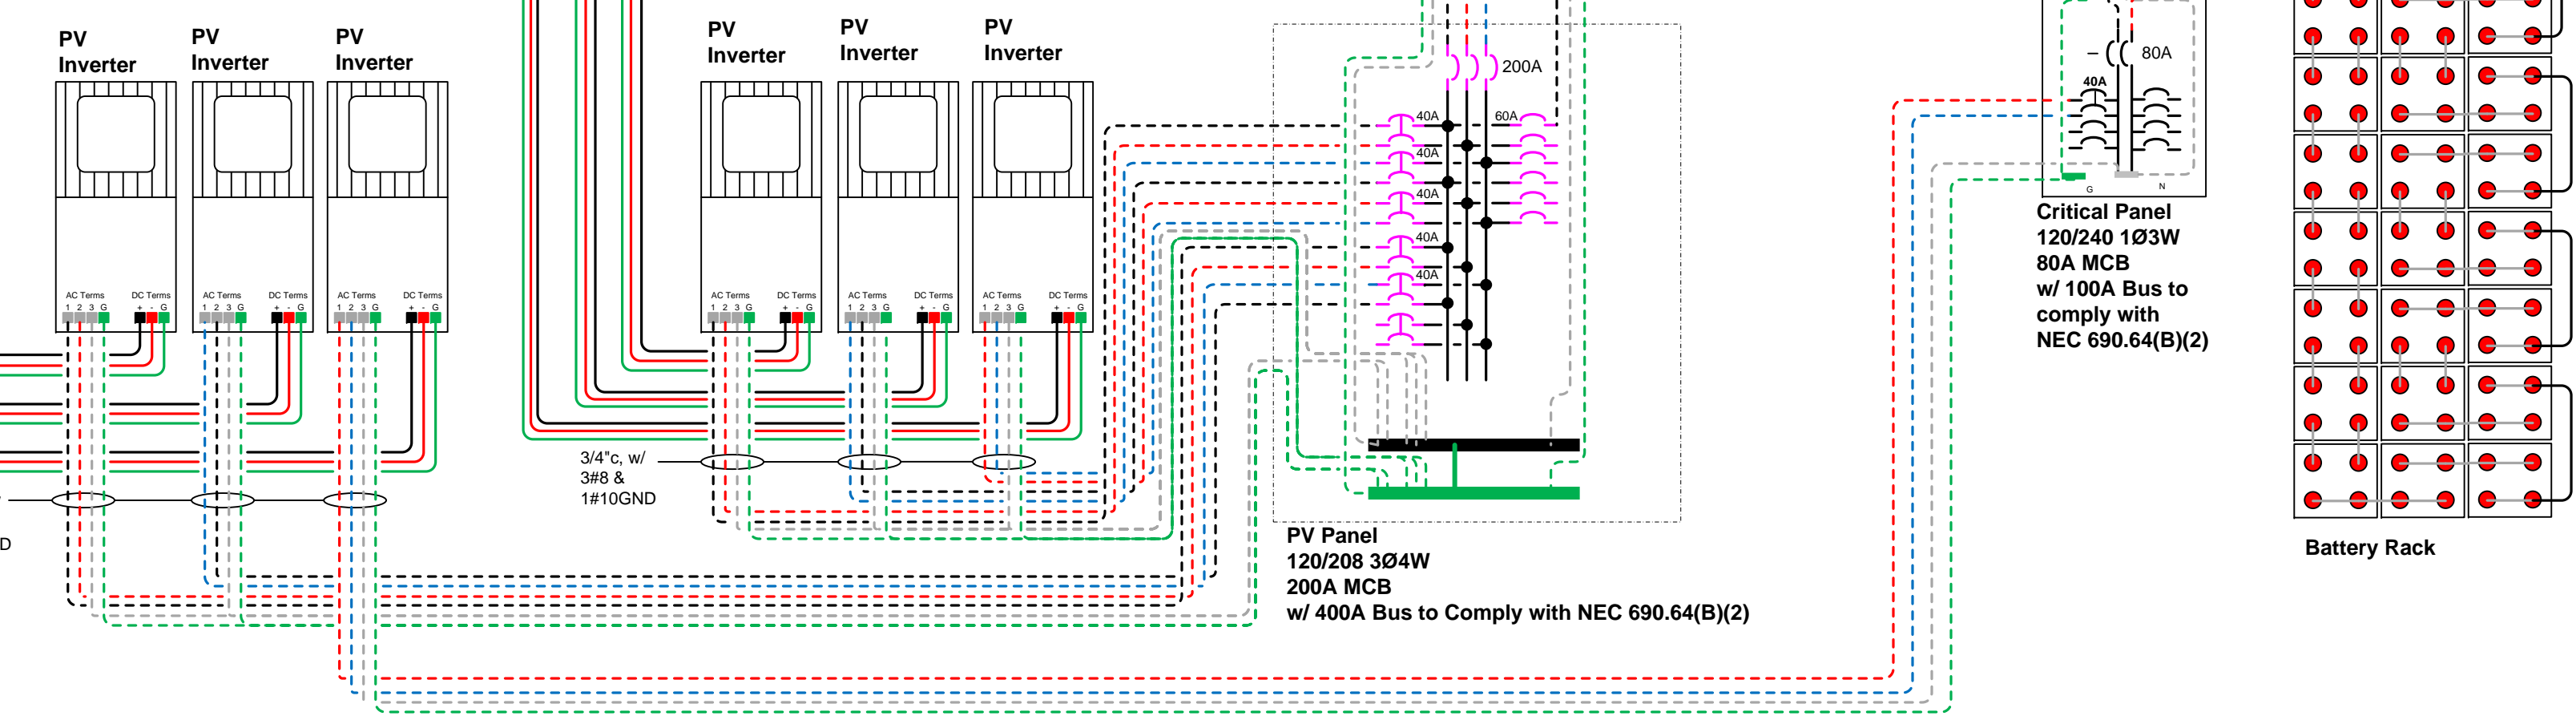 PV
Inverter
PV
Inverter
PV
Inverter
PV
Inverter
PV
Inverter
PV
Inverter
AC Terms
DC Terms
1 2 3 G
+ - G
AC Terms
DC Terms
1 2 3 G
+ - G
AC Terms
DC Terms
1 2 3 G
+ - G
AC Terms
DC Terms
1 2 3 G
+ - G
AC Terms
DC Terms
1 2 3 G
+ - G
AC Terms
DC Terms
1 2 3 G
+ - G
3/4"c, w/
3#8 &
1#10GND
D
200A
40A
60A
40A
40A
40A
40A
PV Panel
120/208 3Ø4W
200A MCB
w/ 400A Bus to Comply with NEC 690.64(B)(2)
80A
40A
G
N
Critical Panel
120/240 1Ø3W
80A MCB
w/ 100A Bus to
comply with
NEC 690.64(B)(2)
Battery Rack